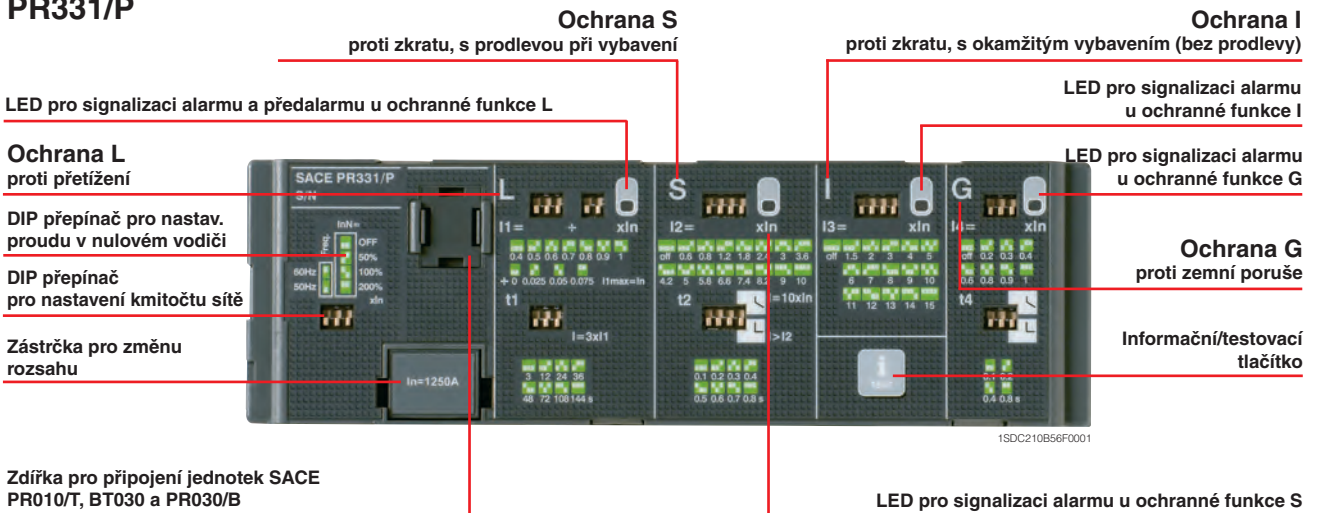 PR331/P
Ochrana S
proti zkratu, s prodlevou při vybavení
Ochrana I
proti zkratu, s okamžitým vybavením (bez prodlevy)
LED pro signalizaci alarmu a předalarmu u ochranné funkce L
LED pro signalizaci alarmu
u ochranné funkce I
Ochrana L
proti přetížení
LED pro signalizaci alarmu
u ochranné funkce G
DIP přepínač pro nastav.
proudu v nulovém vodiči
Ochrana G
proti zemní poruše
DIP přepínač
pro nastavení kmitočtu sítě
Zástrčka pro změnu
rozsahu
Informační/testovací
tlačítko
SACE PR331/P
S/N
InN=
Freq.
OFF
50%
60Hz
100%
50Hz
200%
xIn
In=1250A
L
I1= + xIn
0.4 0.5 0.6 0.7 0.8 0.9 1
+ 0 0.025 0.05 0.075 I1max=In
t1
I=3xI1
3 12 24 36
48 72 108 144 s
S
I2= xIn
off 0.6 0.8 1.2 1.8 2.4 3 3.6
4.2 5 5.8 6.6 7.4 8.2 9 10
t2
I=10xIn
I>I2
0.1 0.2 0.3 0.4
0.5 0.6 0.7 0.8 s
I
I3= xIn
off 1.5 2 3 4 5
6 7 8 9 10
11 12 13 14 15
i
G
I4= xIn
off 0.2 0.3 0.4
0.6 0.8 0.9 1
t4
0.1 0.2
0.4 0.8 s
1SDC210B56F0001
Zdířka pro připojení jednotek SACE
PR010/T, BT030 a PR030/B
LED pro signalizaci alarmu u ochranné funkce S